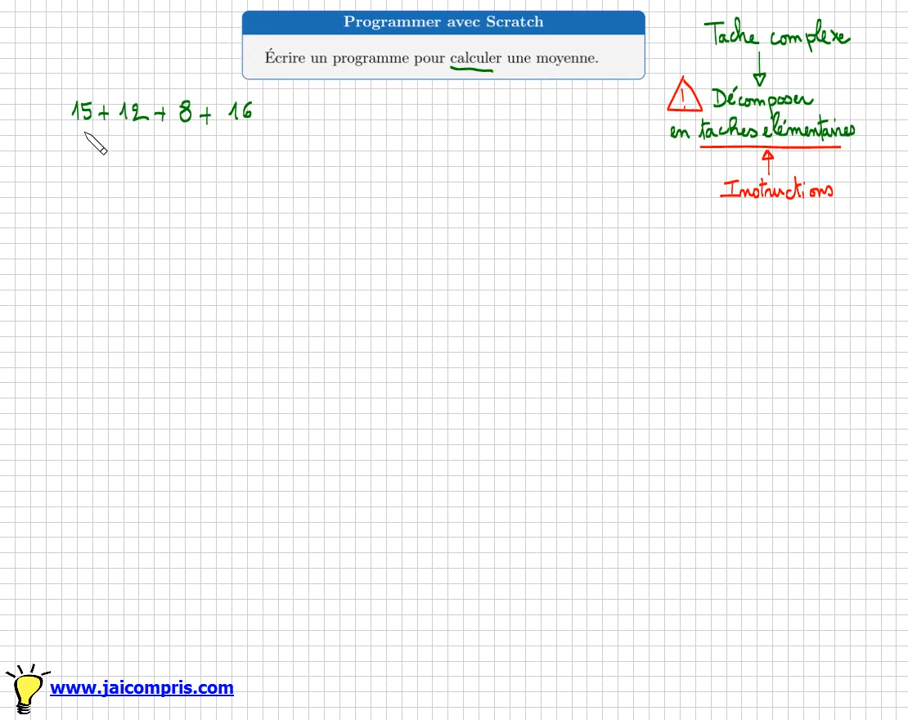 Programmer avec Scratch
Écrire un programme pour calculer une moyenne.
15 + 12 + 8 + 16
Tache complexe
! Décomposer
en taches elémentaires
Instructions
www.jaicompris.com